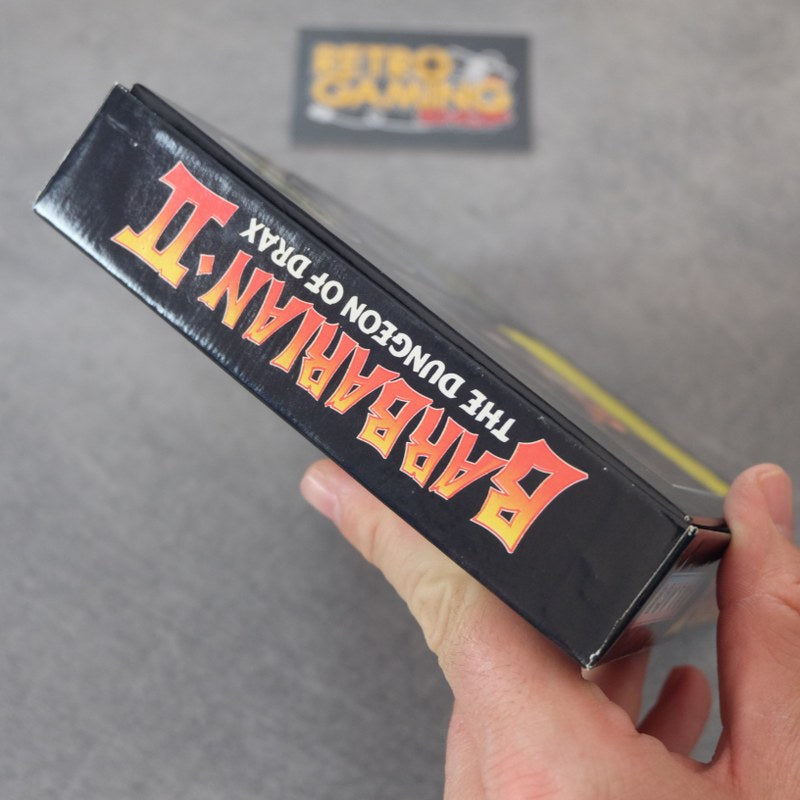 BARBARIAN · II
THE DUNGEON OF DRAX
RETRO
GAMING